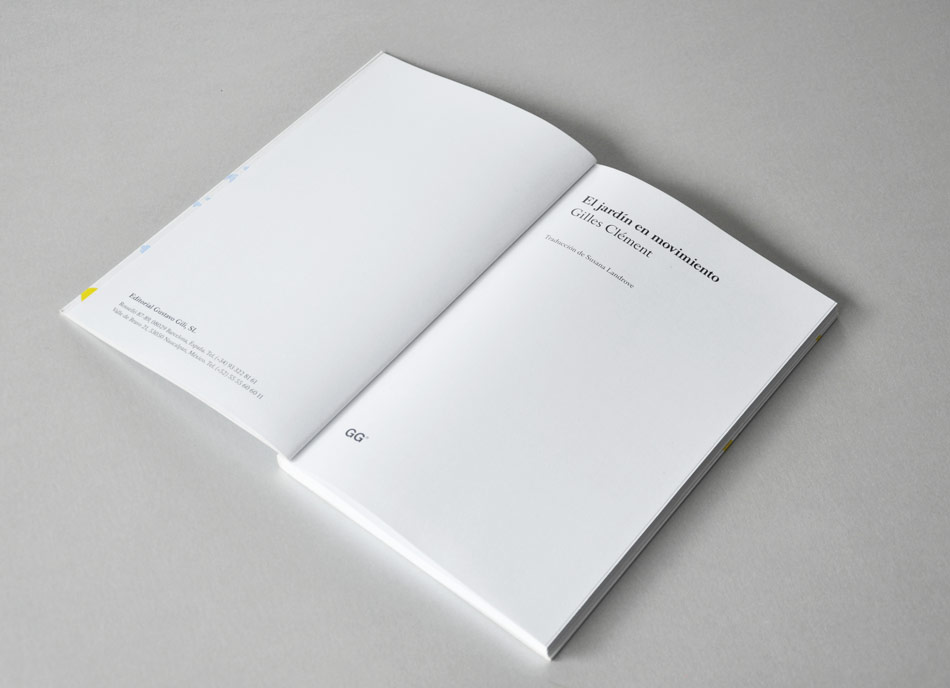 Editorial Gustavo Gili, SL
Rosselló 87-89, 08029 Barcelona, España. Tel. (+34) 93 322 81 61
Valle de Bravo 21, 53050 Naucalpan, México. Tel. (+52) 55 55 60 60 11
El jardín en movimiento
Gilles Clément
Traducción de Susana Landrove
GG®